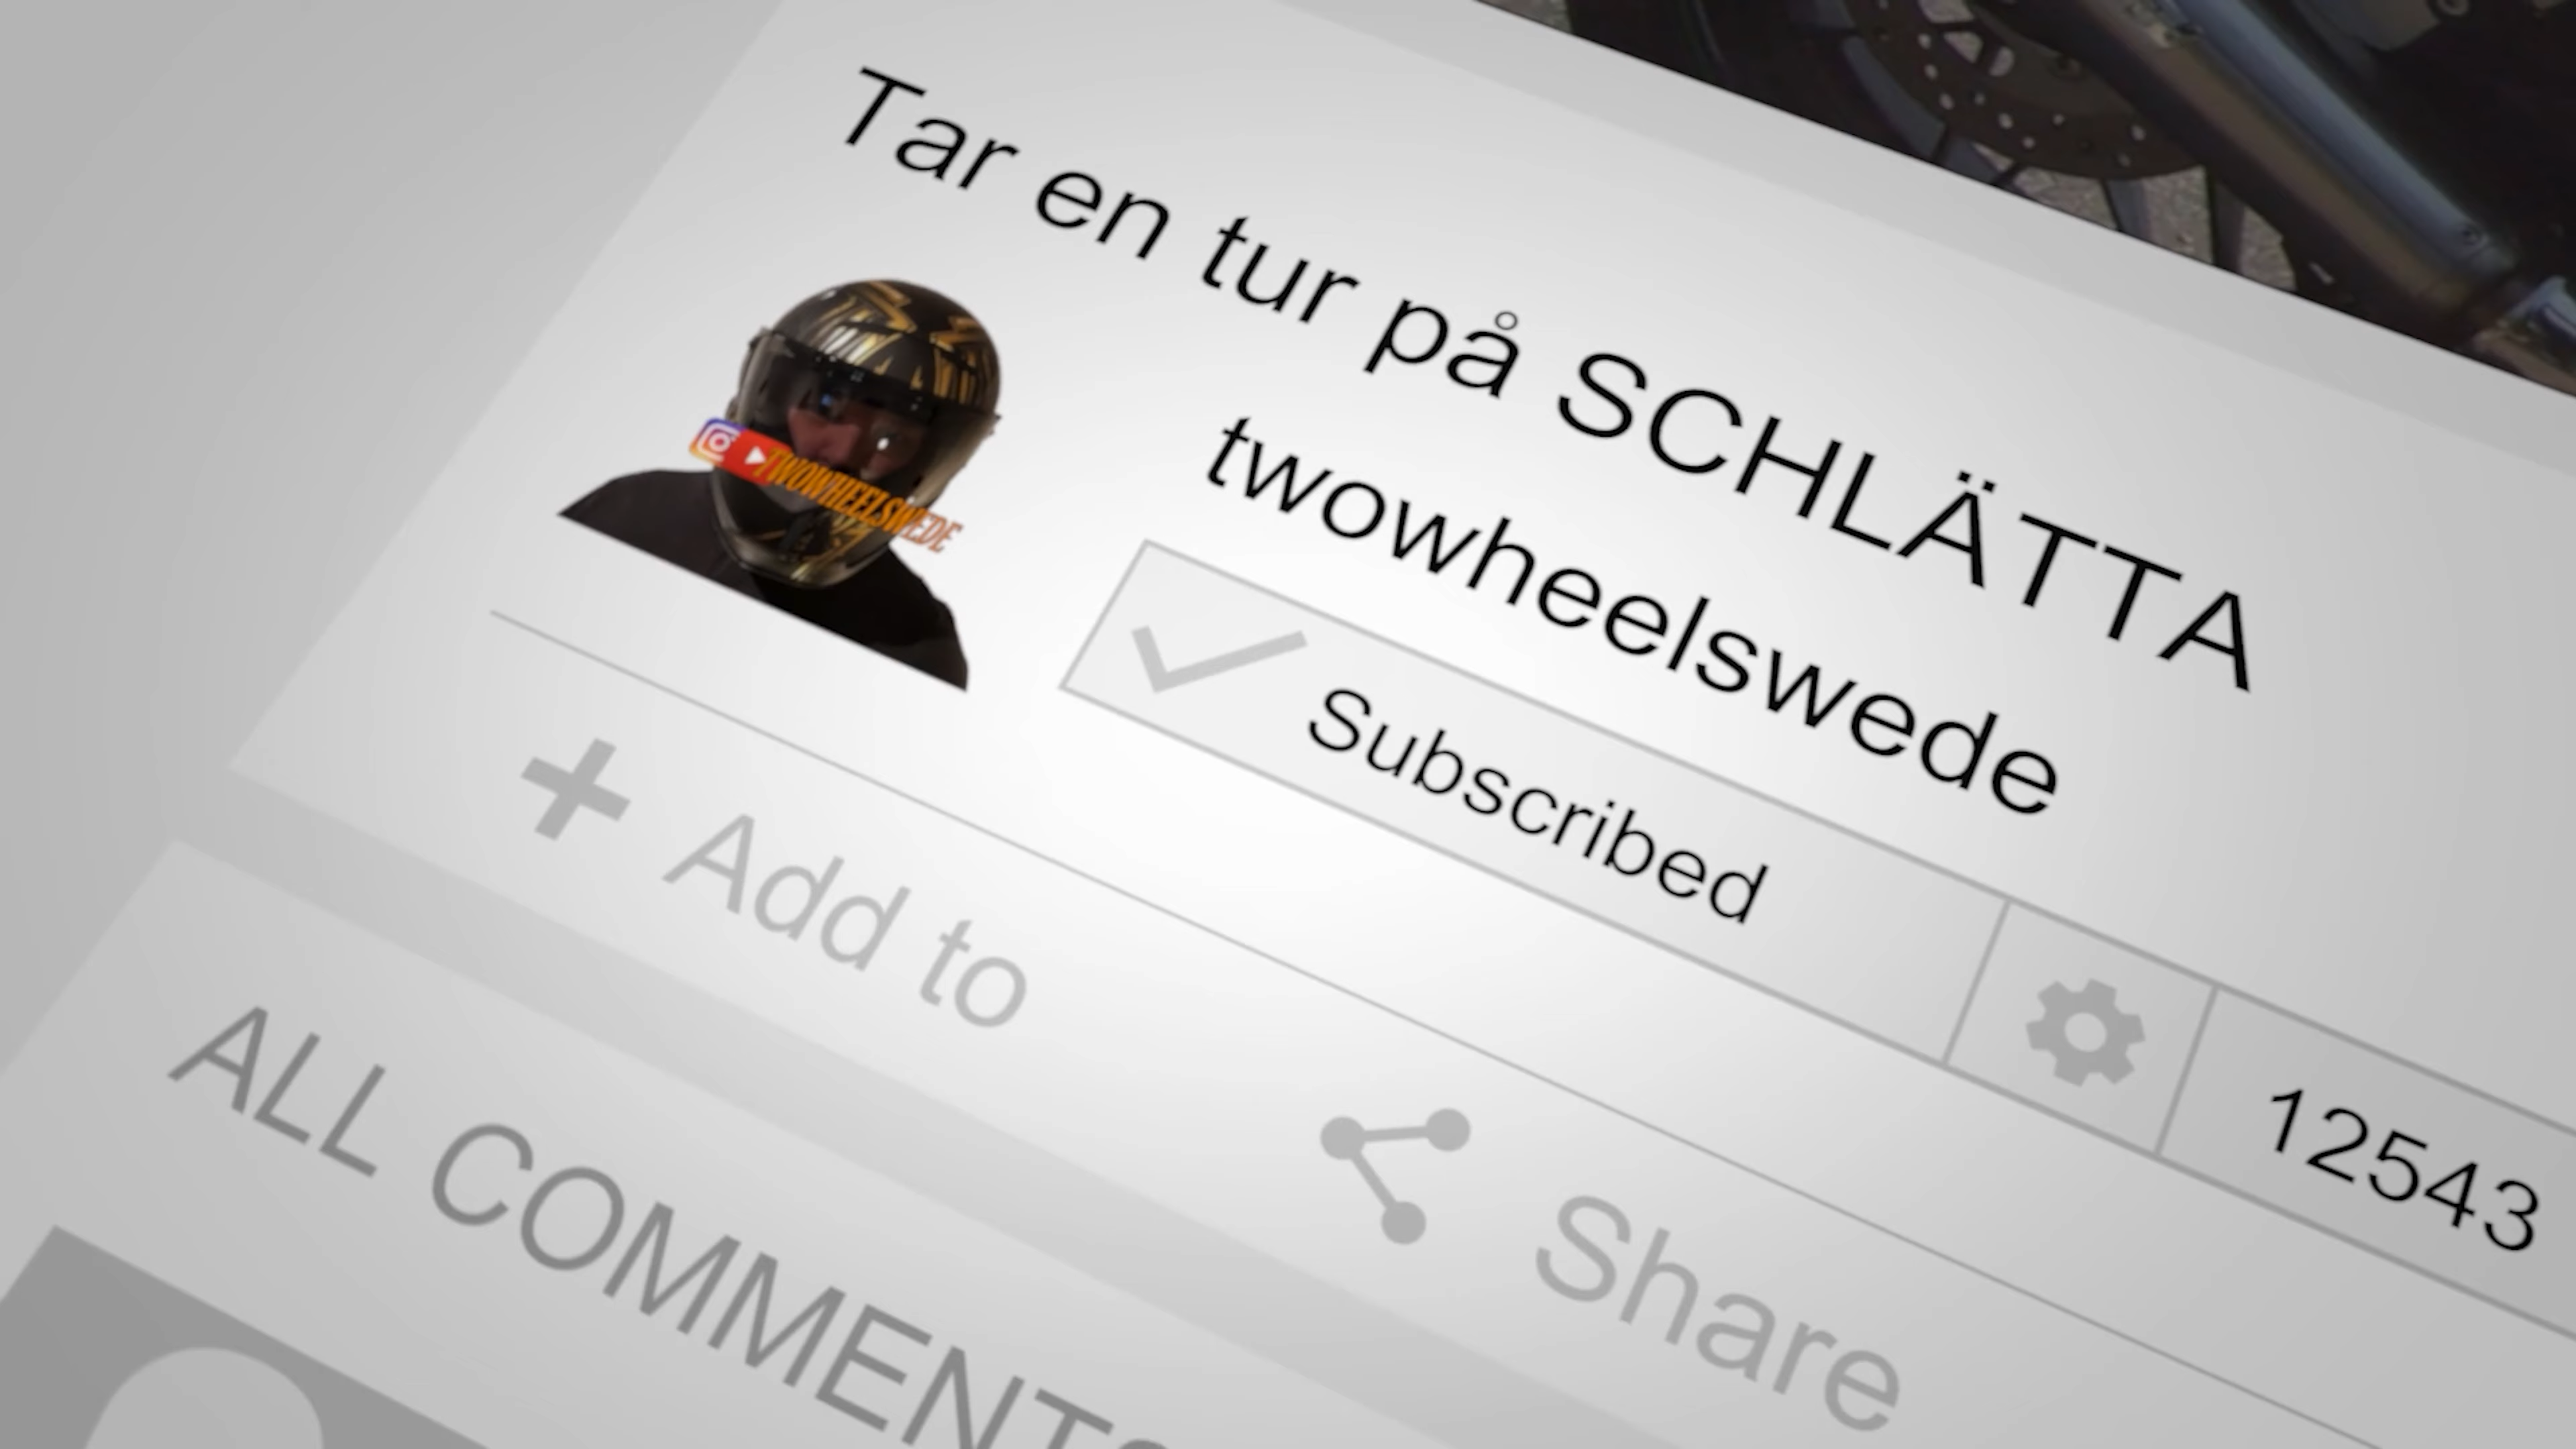 Tar en tur på SCHLÄTTA
twowheelswede
TWOWHEELSWEDE
Subscribed
12543
Add to
Share
ALL COMMENTS